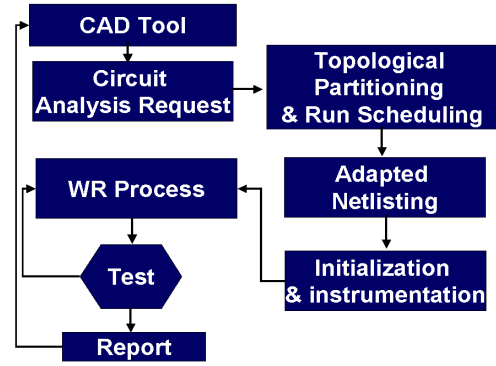 CAD Tool
Circuit
Analysis Request
Topological
Partitioning
& Run Scheduling
Adapted
Netlisting
Initialization
& instrumentation
WR Process
Test
Report